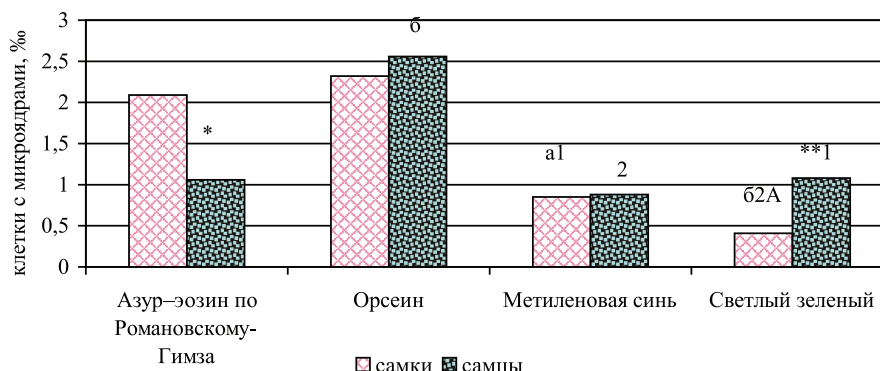 клетки с микроядрами, ‰
3
2,5
2
1,5
1
0,5
0
*
б
а1
2
б2А
**1
Азур–эозин по
Романовскому-
Гимза
Орсеин
Метиленовая синь
Светлый зеленый
самки
самцы